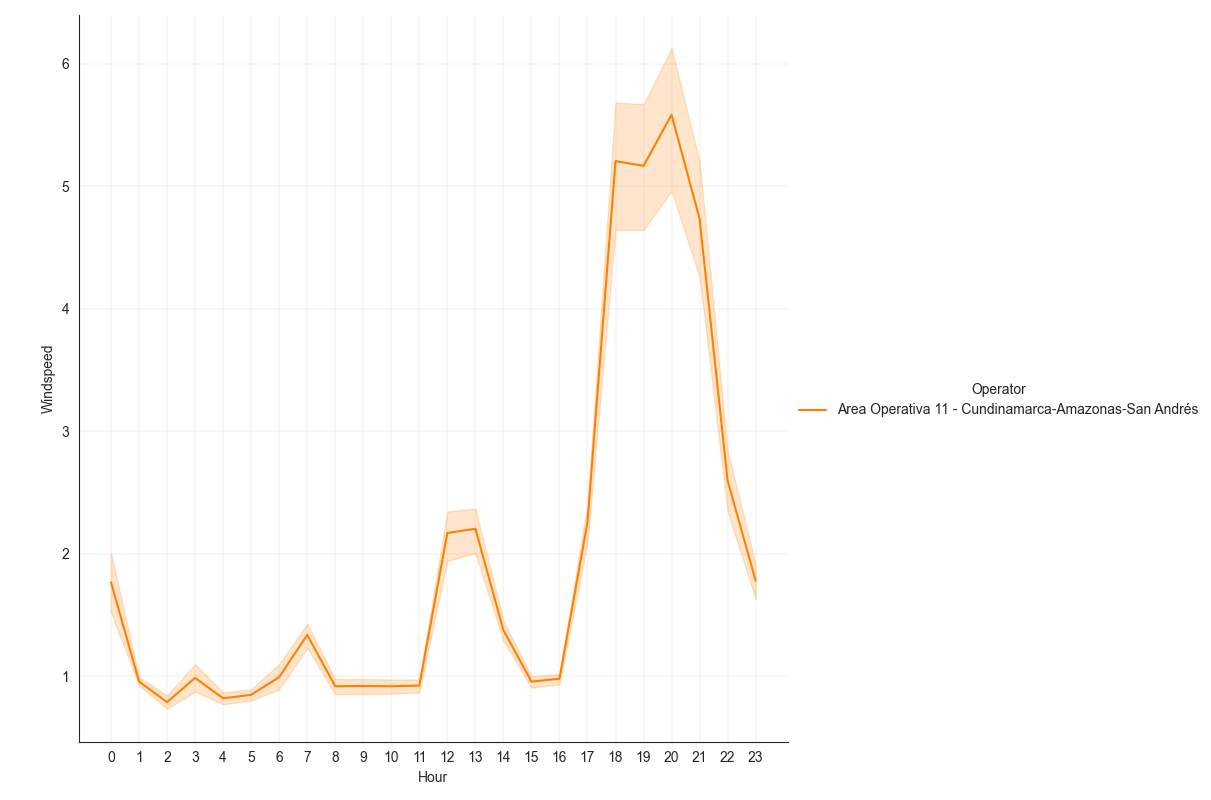 6
5
4
3
2
1
Windspeed
0 1 2 3 4 5 6 7 8 9 10 11 12 13 14 15 16 17 18 19 20 21 22 23
Hour
Operator
Area Operativa 11 - Cundinamarca-Amazonas-San Andrés